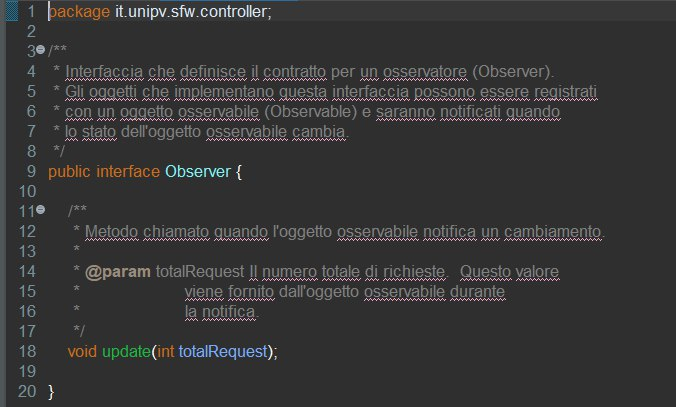 1 package it.unipv.sfw.controller;
2
3 /**
4 * Interfaccia che definisce il contratto per un osservatore (Observer).
5 * Gli oggetti che implementano questa interfaccia possono essere registrati
6 * con un oggetto osservabile (Observable) e saranno notificati quando
7 * lo stato dell'oggetto osservabile cambia.
8 */
9 public interface Observer {
10
11 /**
12 * Metodo chiamato quando l'oggetto osservabile notifica un cambiamento.
13 *
14 * @param totalRequest Il numero totale di richieste. Questo valore
15 * viene fornito dall'oggetto osservabile durante
16 * la notifica.
17 */
18 void update(int totalRequest);
19
20 }